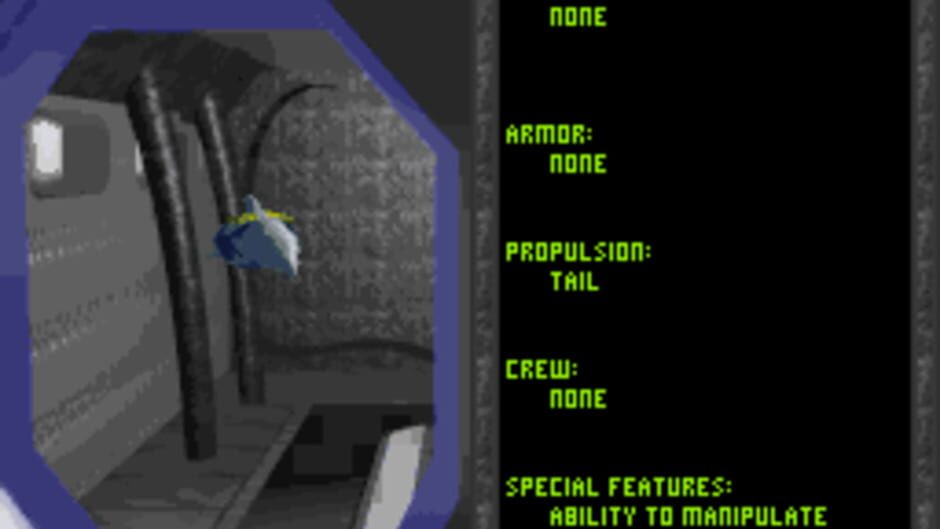 NONE
ARMOR:
NONE
PROPULSION:
TAIL
CREW:
NONE
SPECIAL FEATURES:
ABILITY TO MANIPULATE